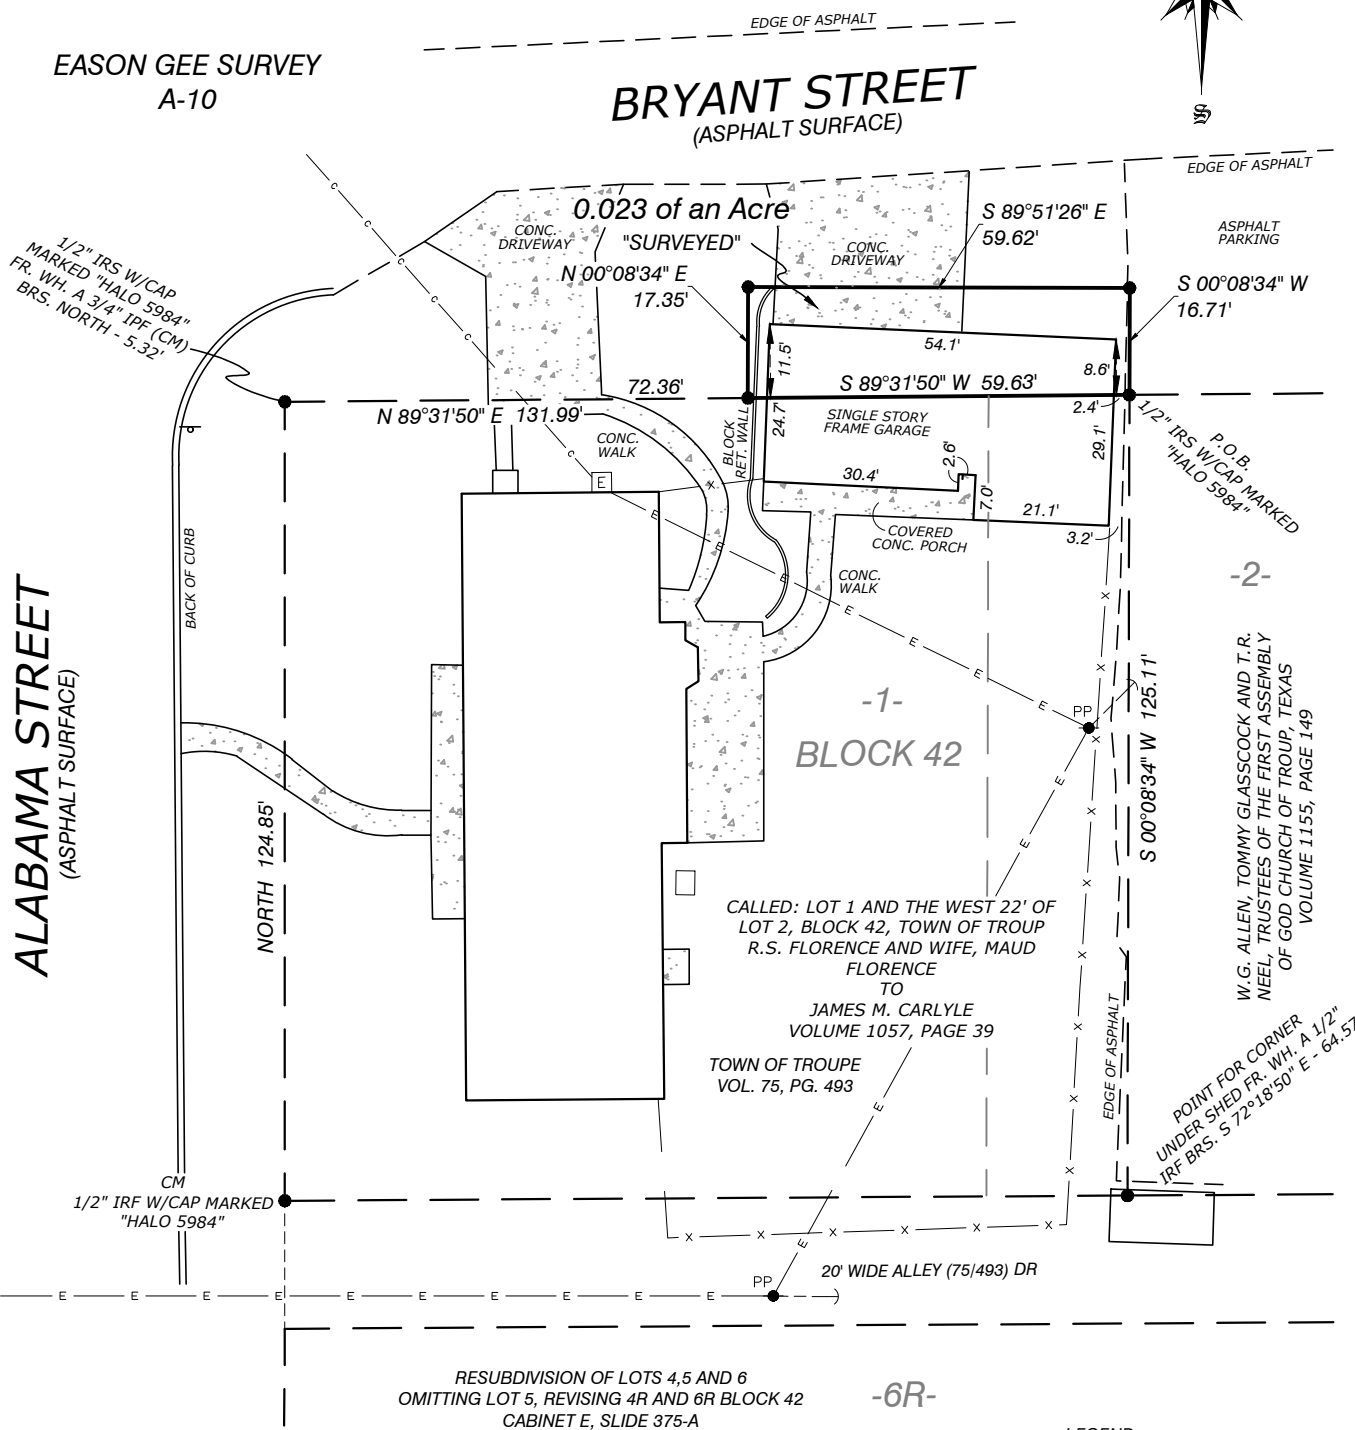 EDGE OF ASPHALT
EASON GEE SURVEY
A-10
BRYANT STREET
(ASPHALT SURFACE)
S
EDGE OF ASPHALT
0.023 of an Acre
"SURVEYED"
CONC.
DRIVEWAY
CONC.
DRIVEWAY
S 89°51'26" E
59.62'
ASPHALT
PARKING
N 00°08'34" E
17.35'
S 00°08'34" W
16.71'
1/2" IRS W/CAP
MARKED "HALO 5984"
FR. WH. A 3/4" IPF (CM)
BRS. NORTH - 5.32'
C
C
C
C
C
54.1'
11.5'
8.6'
72.36'
S 89°31'50" W 59.63'
N 89°31'50" E 131.99'
2.4'
24.7'
SINGLE STORY
FRAME GARAGE
BLOCK
RET. WALL
29.1'
P.O.B.
1/2" IRS W/CAP MARKED
"HALO 5984"
CONC.
WALK
2.6'
30.4'
7.0'
21.1'
3.2'
E
X
COVERED
CONC. PORCH
CONC.
WALK
E
E
E
E
E
E
E
BACK OF CURB
ALABAMA STREET
(ASPHALT SURFACE)
-2-
W.G. ALLEN, TOMMY GLASSCOCK AND T.R.
NEEL, TRUSTEES OF THE FIRST ASSEMBLY
OF GOD CHURCH OF TROUP, TEXAS
VOLUME 1155, PAGE 149
-1-
BLOCK 42
PP
S 00°08'34" W 125.11'
X
X
X
X
X
X
X
X
X
E
E
E
E
NORTH 124.85'
CALLED: LOT 1 AND THE WEST 22' OF
LOT 2, BLOCK 42, TOWN OF TROUP
R.S. FLORENCE AND WIFE, MAUD
FLORENCE
TO
JAMES M. CARLYLE
VOLUME 1057, PAGE 39
TOWN OF TROUPE
VOL. 75, PG. 493
EDGE OF ASPHALT
POINT FOR CORNER
UNDER SHED FR. WH. A 1/2"
IRF BRS. S 72°18'50" E - 64.57
CM
1/2" IRF W/CAP MARKED
"HALO 5984"
X X X X X X
20' WIDE ALLEY (75/493) DR
PP
E E E E E E E E E E
RESUBDIVISION OF LOTS 4,5 AND 6
OMITTING LOT 5, REVISING 4R AND 6R BLOCK 42
CABINET E, SLIDE 375-A
-6R-